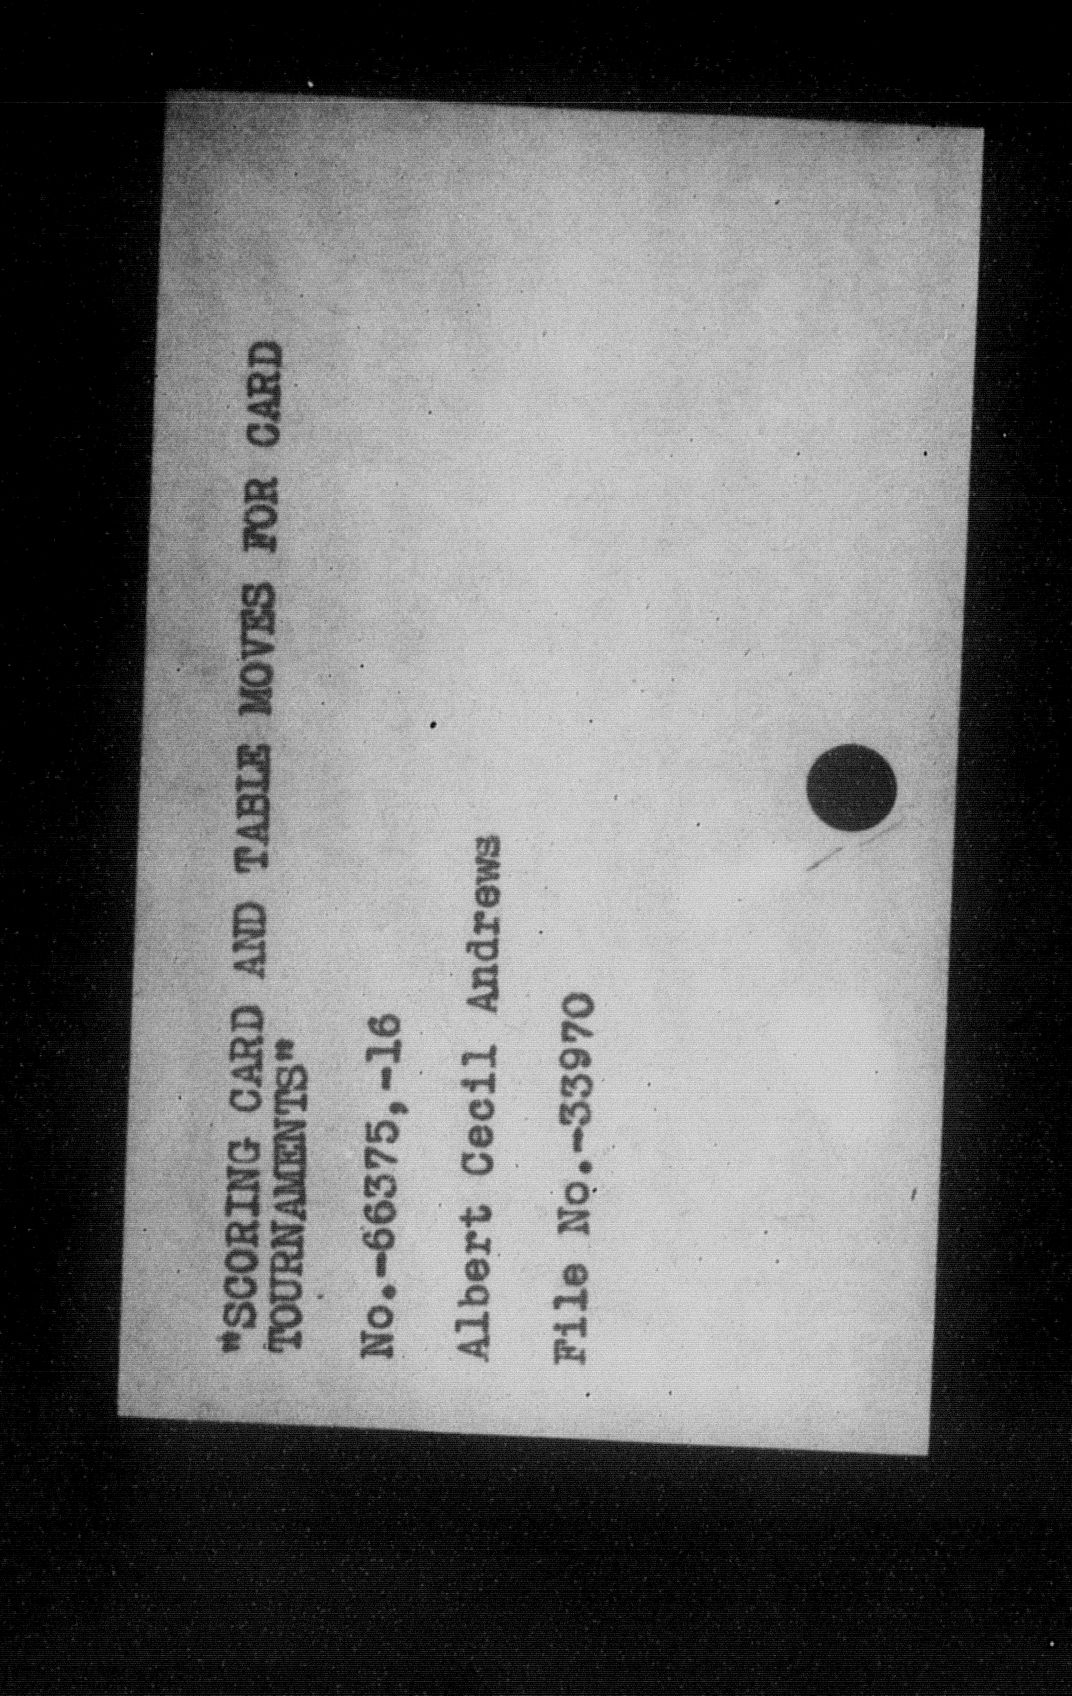 "SCORING CARD AND TABLE MOVES FOR CARD
TOURNAMENTS"
No.-66375,-16
Albert Cecil Andrews
File No.-33970